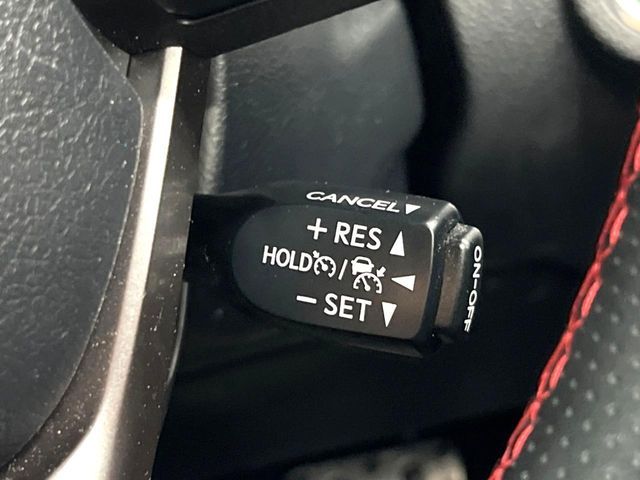 CANCEL▼
+ RES ▲
HOLD / ◀
− SET ▼
ON-OFF